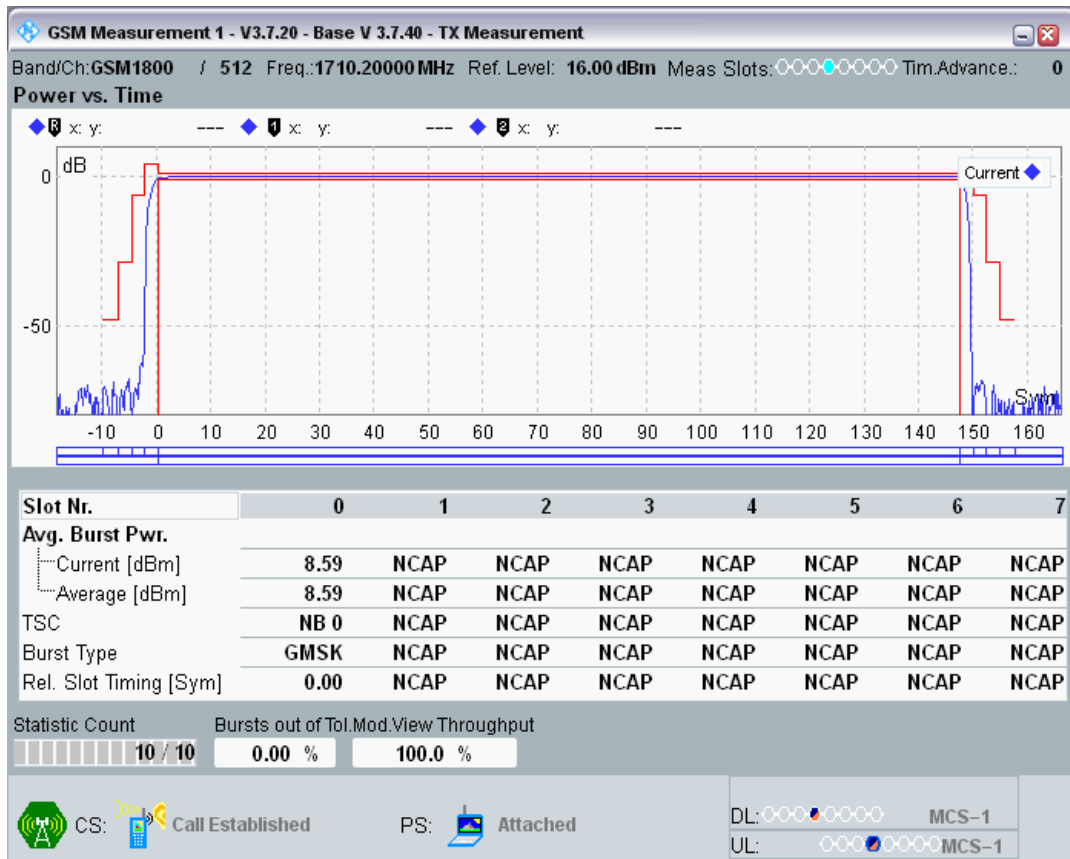 GSM Measurement 1 - V3.7.20 - Base V 3.7.40 - TX Measurement
Band/Ch:GSM1800 / 512 Freq.:1710.20000 MHz Ref. Level: 16.00 dBm Meas Slots: Tim.Advance.: 0
Power vs. Time
R x: y: --- 1 x: y: --- 2 x: y: ---
dB
Current
0
-50
Sym
-10 0 10 20 30 40 50 60 70 80 90 100 110 120 130 140 150 160
Slot Nr. 0 1 2 3 4 5 6 7
Avg. Burst Pwr.
Current [dBm] 8.59 NCAP NCAP NCAP NCAP NCAP NCAP NCAP
Average [dBm] 8.59 NCAP NCAP NCAP NCAP NCAP NCAP NCAP
TSC NB 0 NCAP NCAP NCAP NCAP NCAP NCAP NCAP
Burst Type GMSK NCAP NCAP NCAP NCAP NCAP NCAP NCAP
Rel. Slot Timing [Sym] 0.00 NCAP NCAP NCAP NCAP NCAP NCAP NCAP
Statistic Count Bursts out of Tol.Mod.View Throughput
10 / 10 0.00 % 100.0 %
CS: Call Established PS: Attached
DL: MCS-1
UL: MCS-1